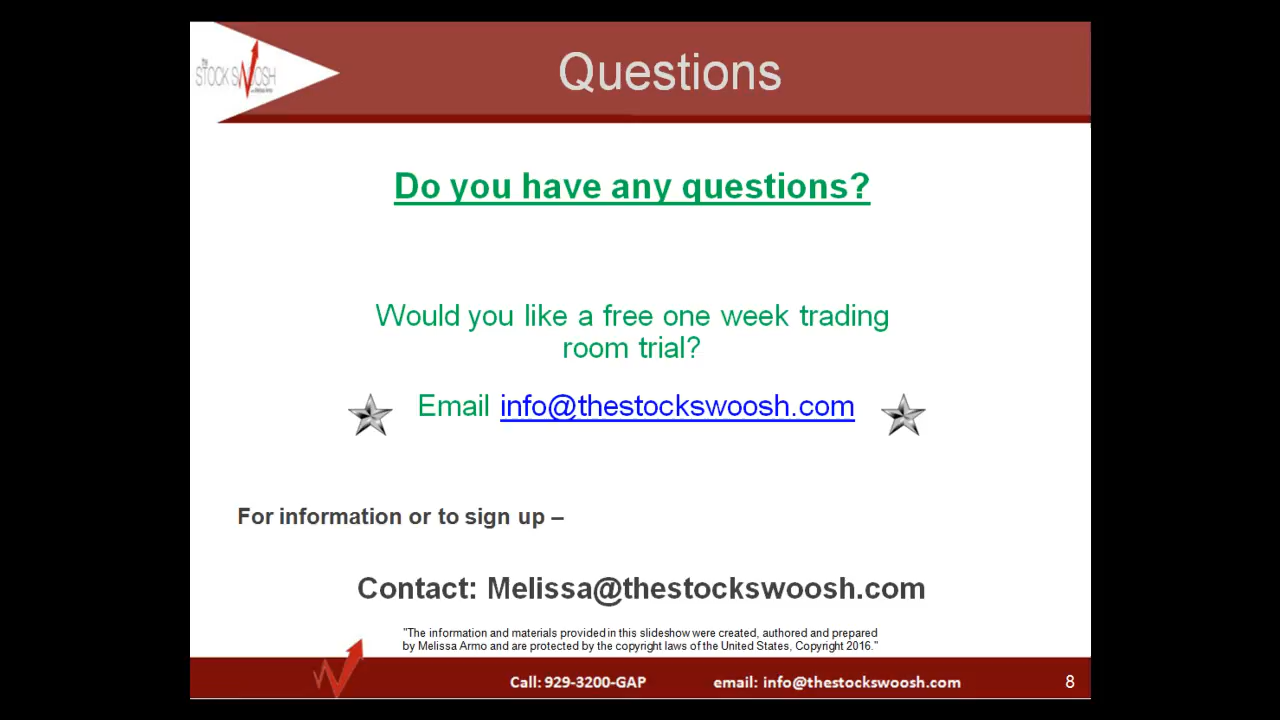 the
STOCK SWOOSH
Questions
Do you have any questions?
Would you like a free one week trading
room trial?
Email info@thestockswoosh.com
For information or to sign up –
Contact: Melissa@thestockswoosh.com
"The information and materials provided in this slideshow were created, authored and prepared
by Melissa Armo and are protected by the copyright laws of the United States, Copyright 2016."
Call: 929-3200-GAP email: info@thestockswoosh.com 8